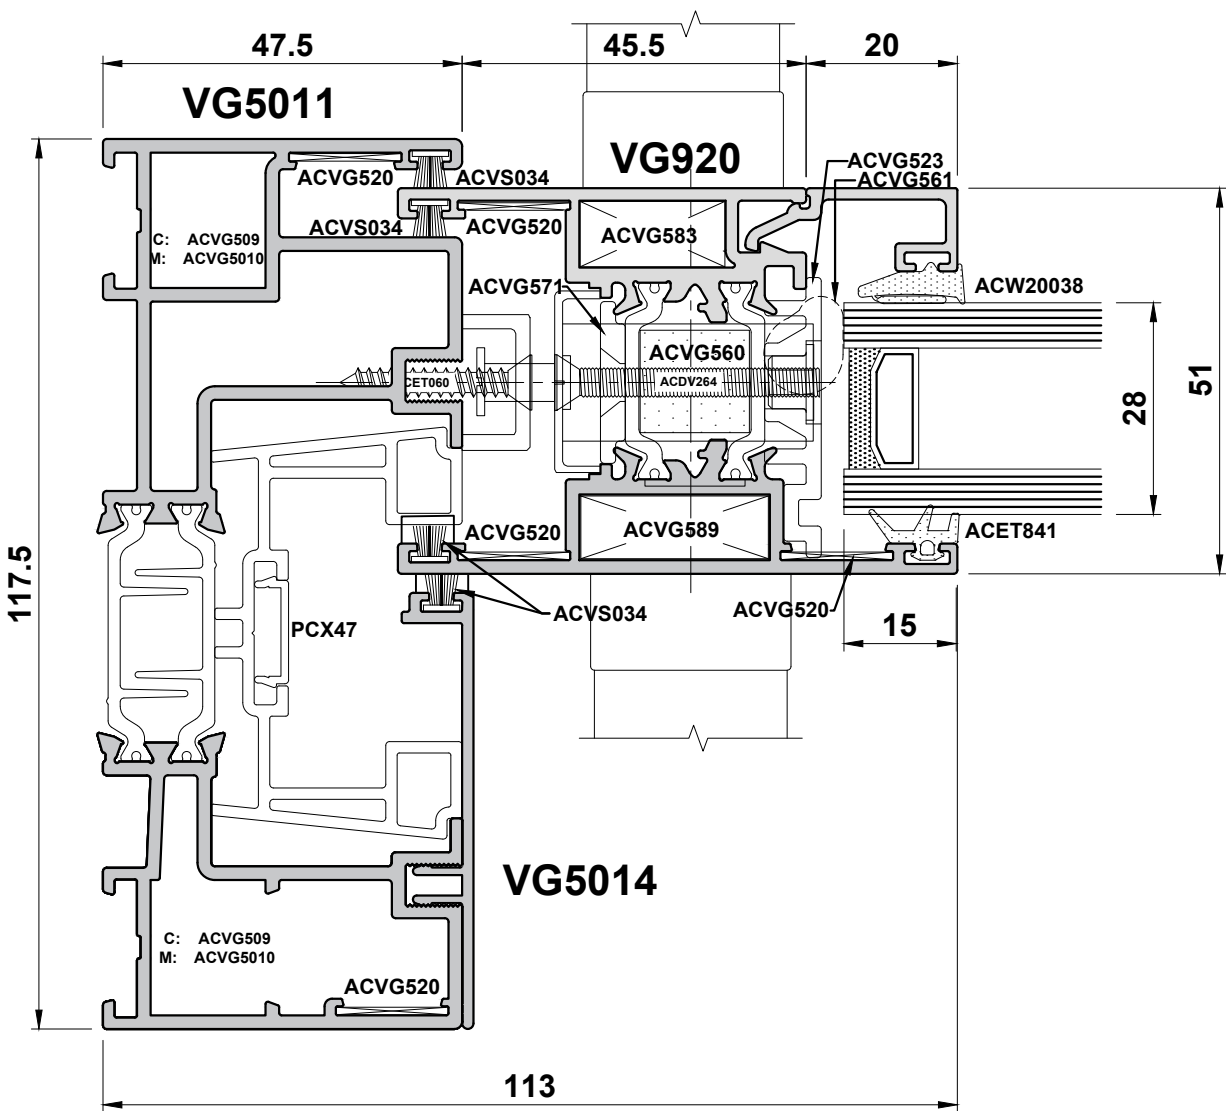 47.5
45.5
20
VG5011
VG920
ACVG523
ACVG561
ACVG520
ACVS034
ACVS034
ACVG520
ACVG583
C: ACVG509
M: ACVG5010
ACVG571
ACW20038
ACVG560
CET060
ACDV264
51
28
ACVG520
ACVG589
ACET841
ACVS034
ACVG520
15
117.5
PCX47
VG5014
C: ACVG509
M: ACVG5010
ACVG520
113